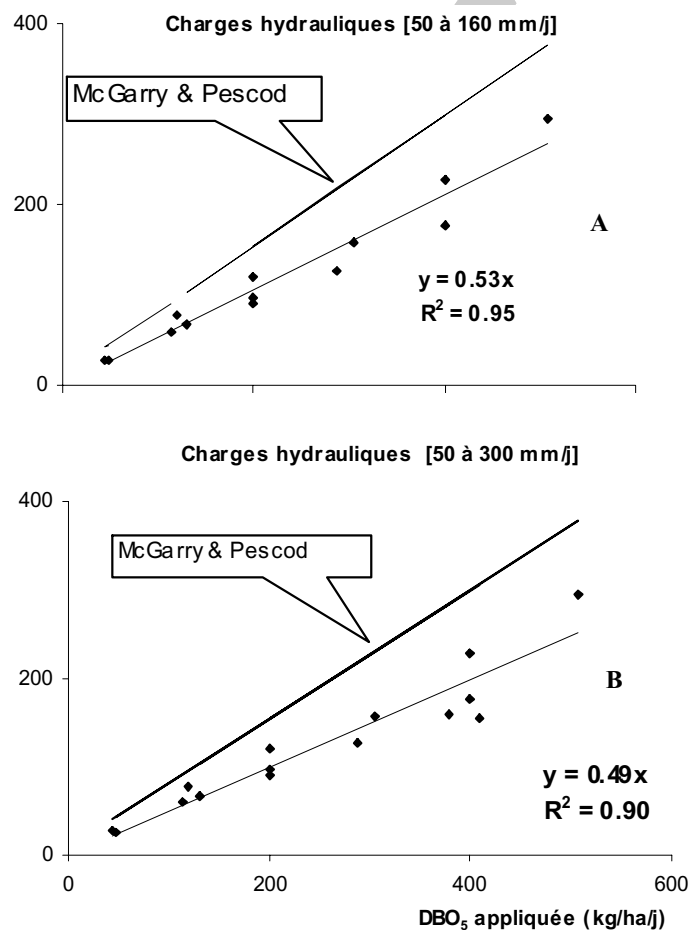 Charges hydrauliques [50 à 160 mm/j]
400
McGarry & Pescod
200
A
y = 0.53x
R² = 0.95
0
Charges hydrauliques [50 à 300 mm/j]
400
McGarry & Pescod
200
B
y = 0.49x
R² = 0.90
0
0 200 400 600
DBO₅ appliquée (kg/ha/j)